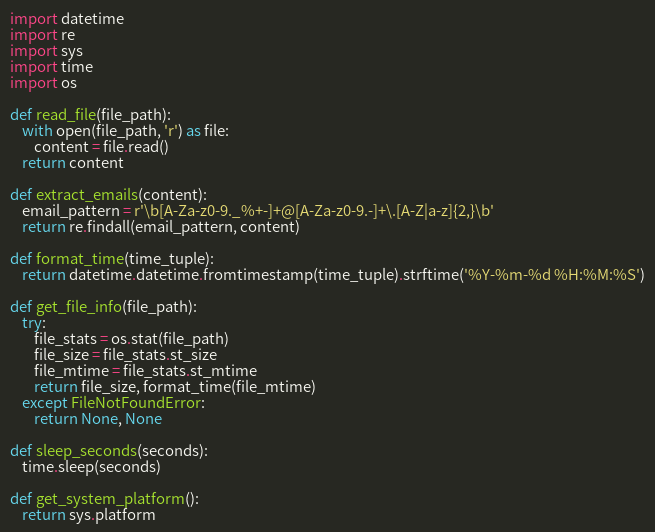 import datetime
import re
import sys
import time
import os

def read_file(file_path):
    with open(file_path, 'r') as file:
        content = file.read()
    return content

def extract_emails(content):
    email_pattern = r'\b[A-Za-z0-9._%+-]+@[A-Za-z0-9.-]+\.[A-Z|a-z]{2,}\b'
    return re.findall(email_pattern, content)

def format_time(time_tuple):
    return datetime.datetime.fromtimestamp(time_tuple).strftime('%Y-%m-%d %H:%M:%S')

def get_file_info(file_path):
    try:
        file_stats = os.stat(file_path)
        file_size = file_stats.st_size
        file_mtime = file_stats.st_mtime
        return file_size, format_time(file_mtime)
    except FileNotFoundError:
        return None, None

def sleep_seconds(seconds):
    time.sleep(seconds)

def get_system_platform():
    return sys.platform